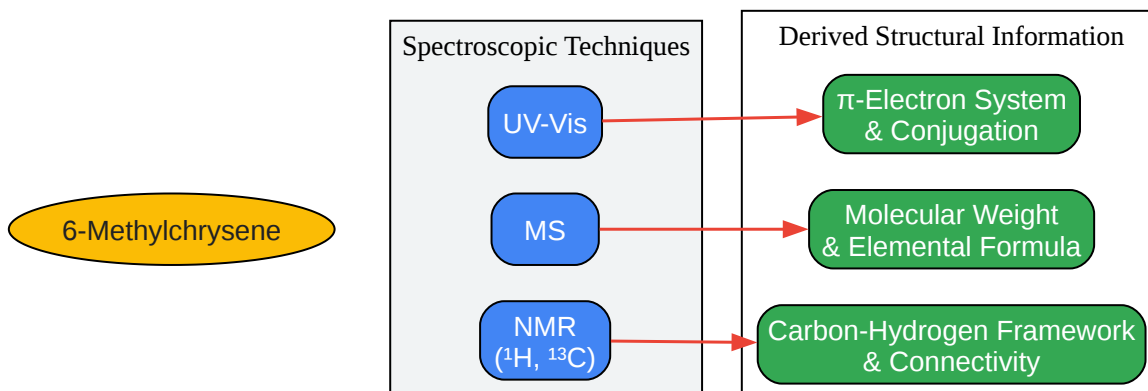 Spectroscopic Techniques
Derived Structural Information
UV-Vis
π-Electron System
& Conjugation
6-Methylchrysene
MS
Molecular Weight
& Elemental Formula
NMR
(¹H, ¹³C)
Carbon-Hydrogen Framework
& Connectivity